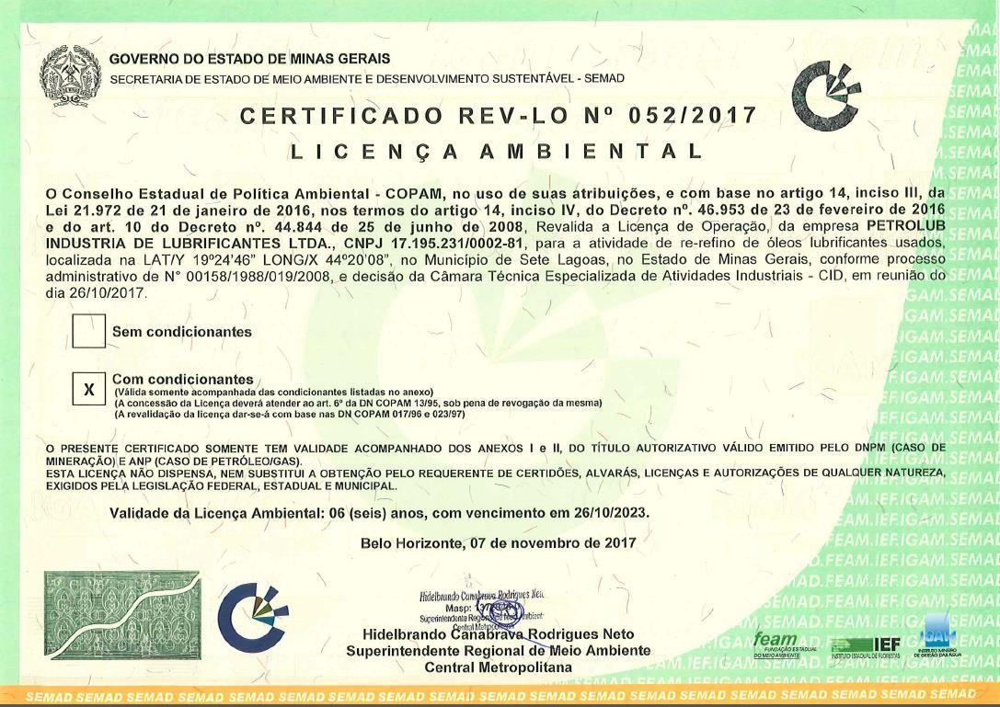 GOVERNO DO ESTADO DE MINAS GERAIS
SECRETARIA DE ESTADO DE MEIO AMBIENTE E DESENVOLVIMENTO SUSTENTÁVEL - SEMAD
CERTIFICADO REV-LO Nº 052/2017
LICENÇA AMBIENTAL
O Conselho Estadual de Política Ambiental - COPAM, no uso de suas atribuições, e com base no artigo 14, inciso III, da
Lei 21.972 de 21 de janeiro de 2016, nos termos do artigo 14, inciso IV, do Decreto nº. 46.953 de 23 de fevereiro de 2016
e do art. 10 do Decreto nº. 44.844 de 25 de junho de 2008, Revalida a Licença de Operação, da empresa PETROLUB
INDUSTRIA DE LUBRIFICANTES LTDA., CNPJ 17.195.231/0002-81, para a atividade de re-refino de óleos lubrificantes usados,
localizada na LAT/Y 19º24'46" LONG/X 44º20'08", no Município de Sete Lagoas, no Estado de Minas Gerais, conforme processo
administrativo de N° 00158/1988/019/2008, e decisão da Câmara Técnica Especializada de Atividades Industriais - CID, em reunião do
dia 26/10/2017.
Sem condicionantes
X Com condicionantes
(Válida somente acompanhada das condicionantes listadas no anexo)
(A concessão da Licença deverá atender ao art. 6º da DN COPAM 13/95, sob pena de revogação da mesma)
(A revalidação da licença dar-se-á com base nas DN COPAM 017/96 e 023/97)
O PRESENTE CERTIFICADO SOMENTE TEM VALIDADE ACOMPANHADO DOS ANEXOS I e II, DO TÍTULO AUTORIZATIVO VÁLIDO EMITIDO PELO DNPM (CASO DE
MINERAÇÃO) E ANP (CASO DE PETRÓLEO/GAS).
ESTA LICENÇA NÃO DISPENSA, NEM SUBSTITUI A OBTENÇÃO PELO REQUERENTE DE CERTIDÕES, ALVARÁS, LICENÇAS E AUTORIZAÇÕES DE QUALQUER NATUREZA,
EXIGIDOS PELA LEGISLAÇÃO FEDERAL, ESTADUAL E MUNICIPAL.
Validade da Licença Ambiental: 06 (seis) anos, com vencimento em 26/10/2023.
Belo Horizonte, 07 de novembro de 2017
Hidelbrando Canabrava Rodrigues Neto
Masp:
Superintendente Regional de Meio Ambiente
Central Metropolitana
Hidelbrando Canabrava Rodrigues Neto
Superintendente Regional de Meio Ambiente
Central Metropolitana
feam
FUNDAÇÃO ESTADUAL
DO MEIO AMBIENTE
IEF
INSTITUTO ESTADUAL DE FLORESTAS
IGAM
INSTITUTO MINEIRO
DE GESTÃO DAS ÁGUAS
SEMAD SEMAD SEMAD SEMAD SEMAD SEMAD SEMAD SEMAD SEMAD SEMAD SEMAD SEMAD SEMAD SEMAD SEMAD SEMAD SEMAD SEMAD SEMAD SEMAD